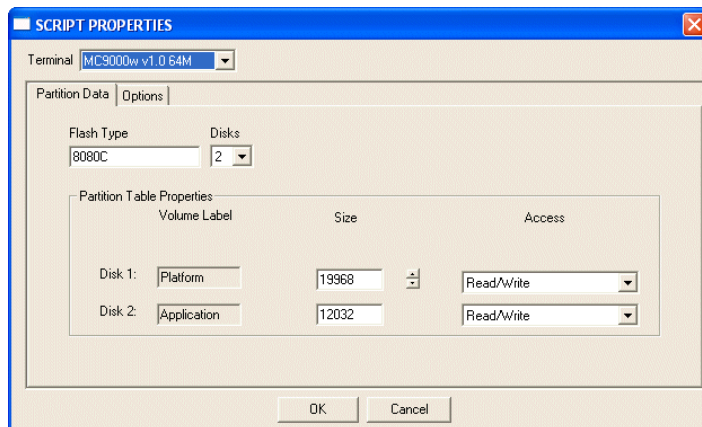 SCRIPT PROPERTIES
Terminal MC9000w v1.0 64M
Partition Data Options
Flash Type Disks
8080C 2
Partition Table Properties
Volume Label Size Access
Disk 1: Platform 19968 Read/Write
Disk 2: Application 12032 Read/Write
OK Cancel